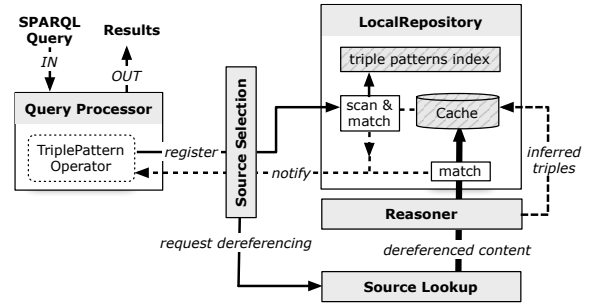 SPARQL
Query
Results
IN
OUT
Query Processor
TriplePattern
Operator
register
Source Selection
notify
request dereferencing
LocalRepository
triple patterns index
scan &
match
Cache
match
inferred
triples
Reasoner
dereferenced content
Source Lookup